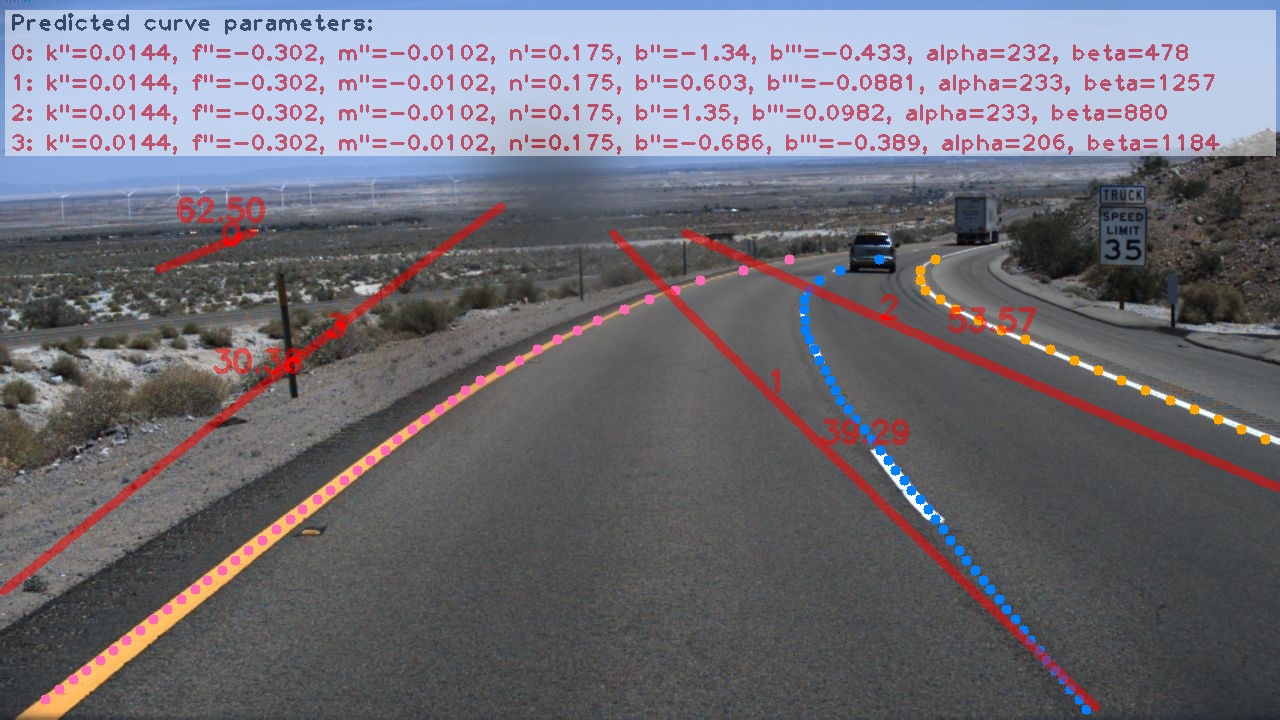 Predicted curve parameters:
0: k''=0.0144, f''=-0.302, m''=-0.0102, n'=0.175, b''=-1.34, b'''=-0.433, alpha=232, beta=478
1: k''=0.0144, f''=-0.302, m''=-0.0102, n'=0.175, b''=0.603, b'''=-0.0881, alpha=233, beta=1257
2: k''=0.0144, f''=-0.302, m''=-0.0102, n'=0.175, b''=1.35, b'''=0.0982, alpha=233, beta=880
3: k''=0.0144, f''=-0.302, m''=-0.0102, n'=0.175, b''=-0.686, b'''=-0.389, alpha=206, beta=1184
TRUCK
SPEED
LIMIT
35
62.50
0
2
53.57
3
1
39.29